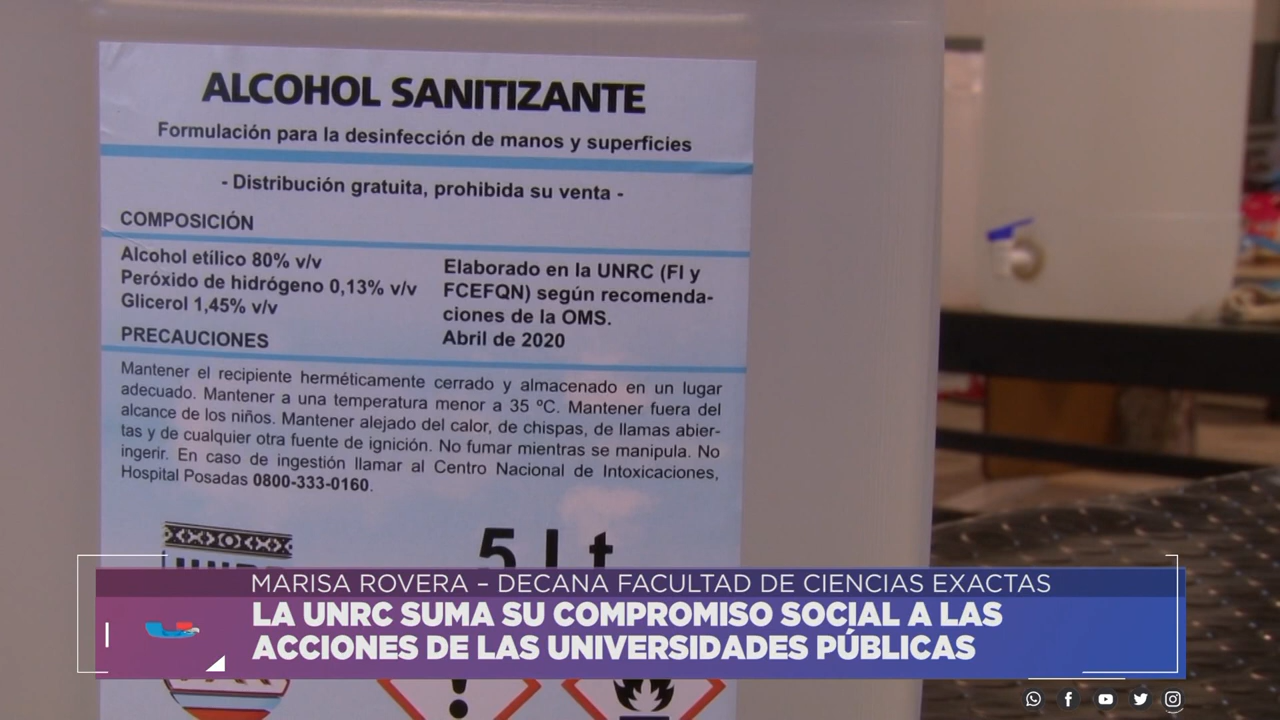 ALCOHOL SANITIZANTE
Formulación para la desinfección de manos y superficies
- Distribución gratuita, prohibida su venta -
COMPOSICIÓN
Alcohol etílico 80% v/v
Peróxido de hidrógeno 0,13% v/v
Glicerol 1,45% v/v
Elaborado en la UNRC (FI y
FCEFQN) según recomenda-
ciones de la OMS.
Abril de 2020
PRECAUCIONES
Mantener el recipiente herméticamente cerrado y almacenado en un lugar
adecuado. Mantener a una temperatura menor a 35 ºC. Mantener fuera del
alcance de los niños. Mantener alejado del calor, de chispas, de llamas abier-
tas y de cualquier otra fuente de ignición. No fumar mientras se manipula. No
ingerir. En caso de ingestión llamar al Centro Nacional de Intoxicaciones,
Hospital Posadas 0800-333-0160.
5 Lt
MARISA ROVERA – DECANA FACULTAD DE CIENCIAS EXACTAS
LA UNRC SUMA SU COMPROMISO SOCIAL A LAS
ACCIONES DE LAS UNIVERSIDADES PÚBLICAS